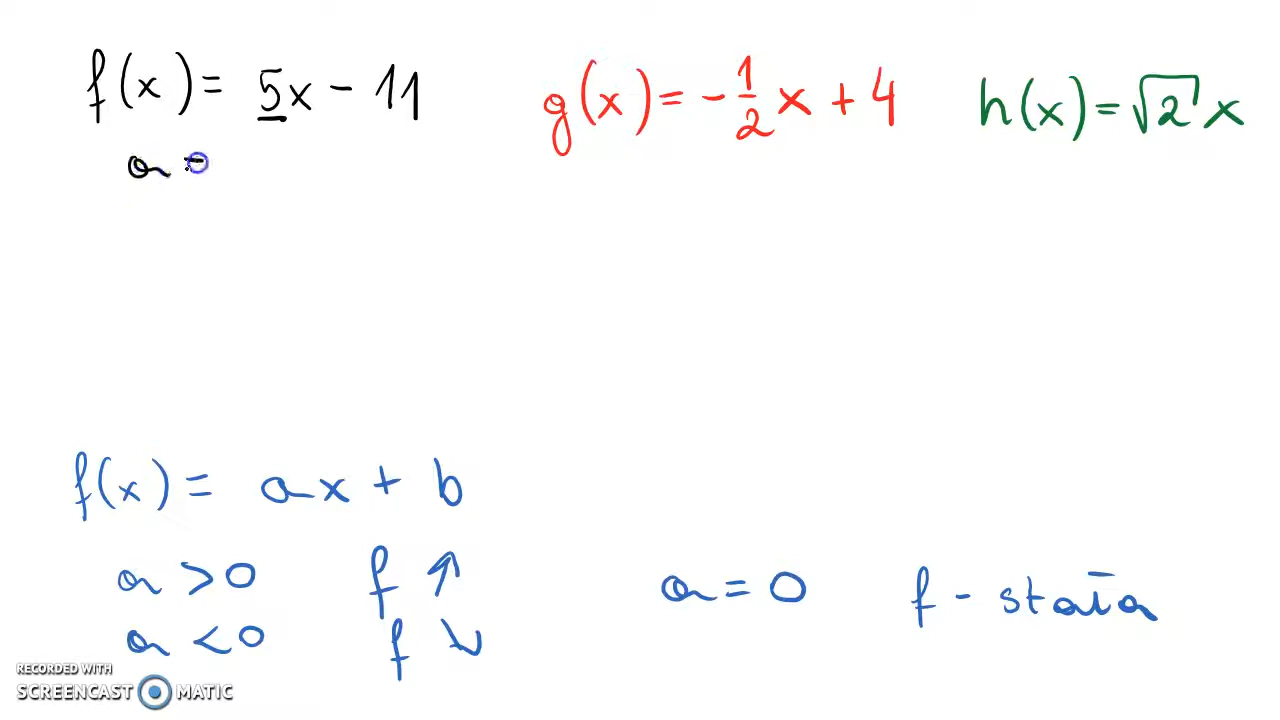 f(x) = 5x - 11
g(x) = -1/2 x + 4
h(x) = √2 x
a =
f(x) = ax + b
a > 0 f ↑
a < 0 f ↓
a = 0 f - stała
RECORDED WITH
SCREENCAST MATIC